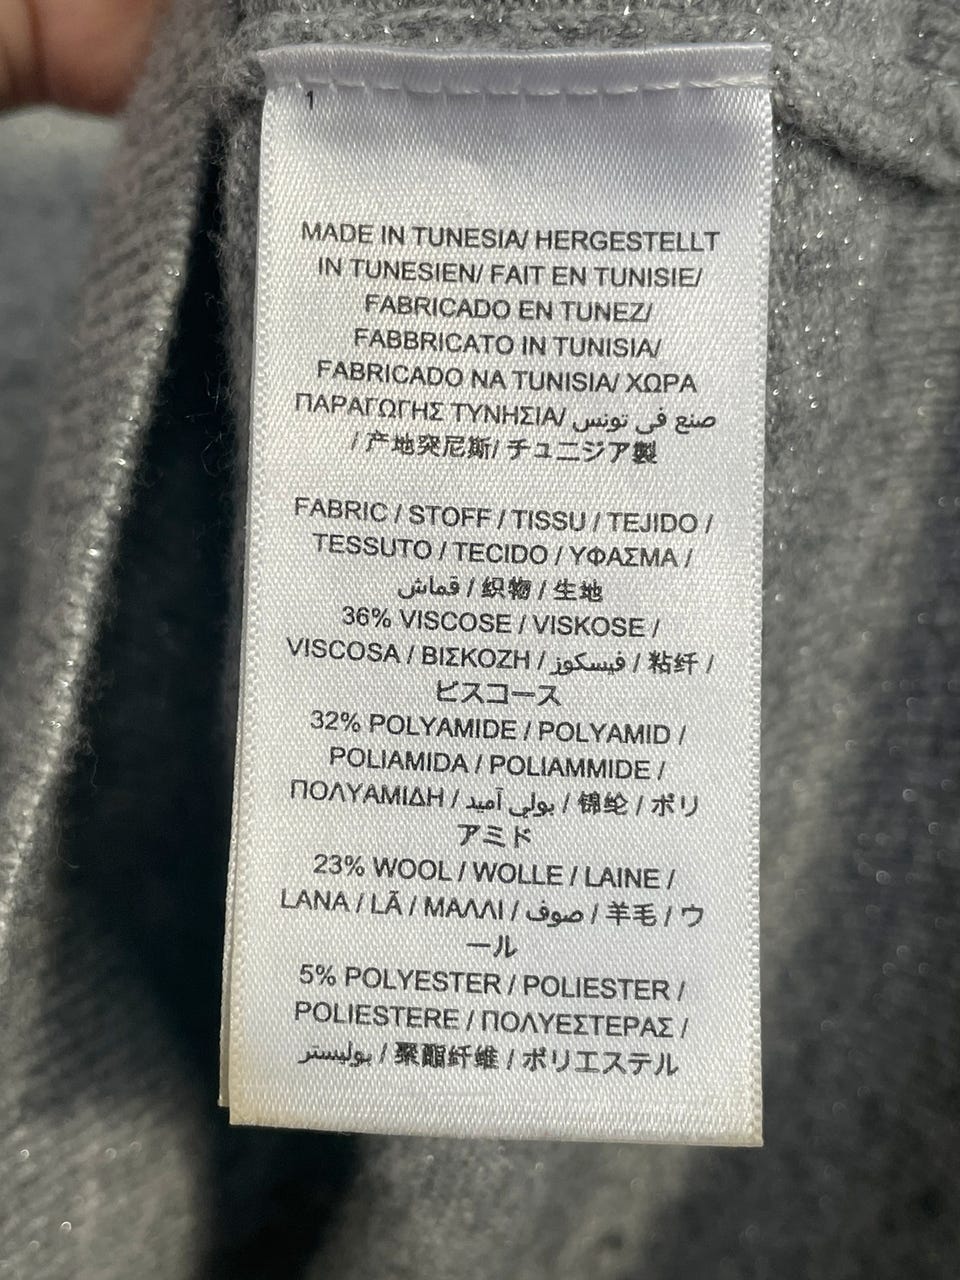 1
MADE IN TUNESIA/ HERGESTELLT
IN TUNESIEN/ FAIT EN TUNISIE/
FABRICADO EN TUNEZ/
FABBRICATO IN TUNISIA/
FABRICADO NA TUNISIA/ ΧΩΡΑ
ΠΑΡΑΓΩΓΗΣ ΤΥΝΗΣΙΑ/ صنع في تونس
/ 产地突尼斯/ チュニジア製
FABRIC / STOFF / TISSU / TEJIDO /
TESSUTO / TECIDO / ΥΦΑΣΜΑ /
قماش / 织物 / 生地
36% VISCOSE / VISKOSE /
VISCOSA / ΒΙΣΚΟΖΗ / فيسكوز / 粘纤 /
ビスコース
32% POLYAMIDE / POLYAMID /
POLIAMIDA / POLIAMMIDE /
ΠΟΛΥΑΜΙΔΗ / بولي آميد / 锦纶 / ポリ
アミド
23% WOOL / WOLLE / LAINE /
LANA / LÃ / ΜΑΛΛΙ / صوف / 羊毛 / ウ
ール
5% POLYESTER / POLIESTER /
POLIESTERE / ΠΟΛΥΕΣΤΕΡΑΣ /
بوليستر / 聚酯纤维 / ポリエステル